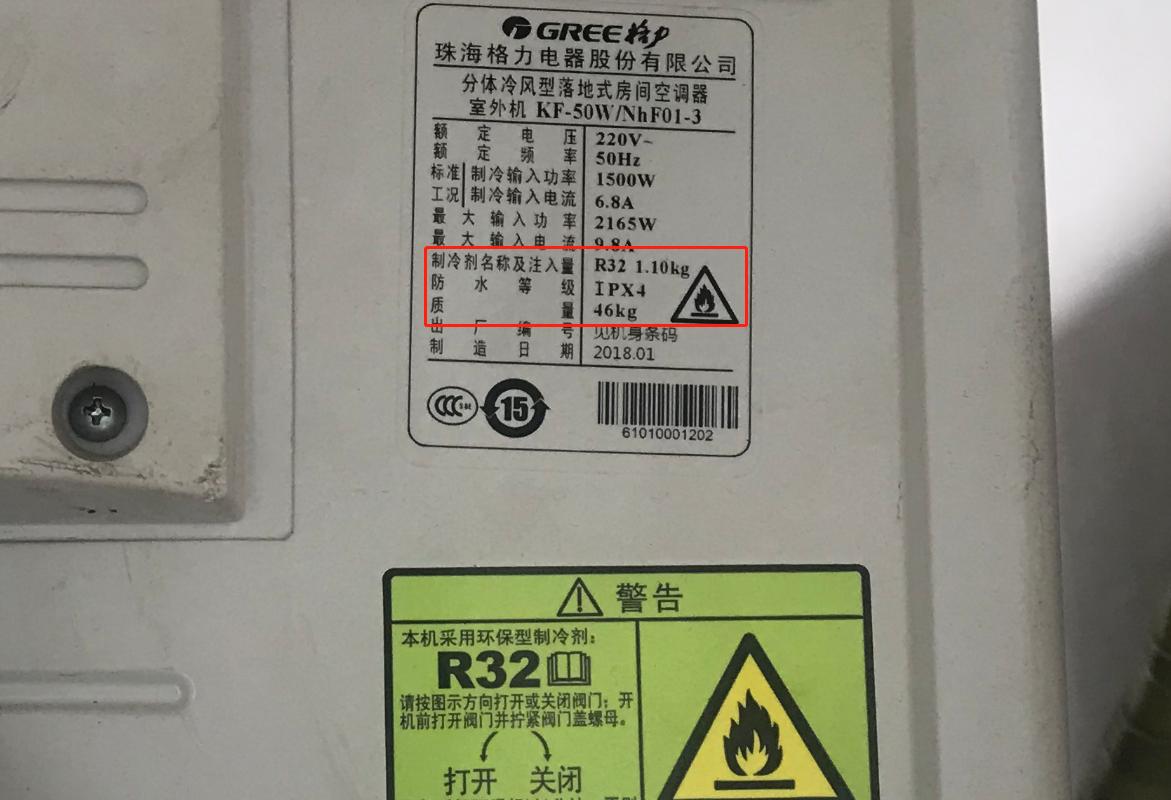 GREE格力
珠海格力电器股份有限公司
分体冷风型落地式房间空调器
室外机 KF-50W/NhF01-3
额定电压 220V~
额定频率 50Hz
标准工况 制冷输入功率 1500W
制冷输入电流 6.8A
最大输入功率 2165W
最大输入电流 9.8A
制冷剂名称及注入量 R32 1.10kg
防水等级 IPX4
质量 46kg
出厂编号 见机身条码
制造日期 2018.01
CCC S&E 15
61010001202
警告
本机采用环保型制冷剂：
R32
请按图示方向打开或关闭阀门；开
机前打开阀门并拧紧阀门盖螺母。
打开 关闭